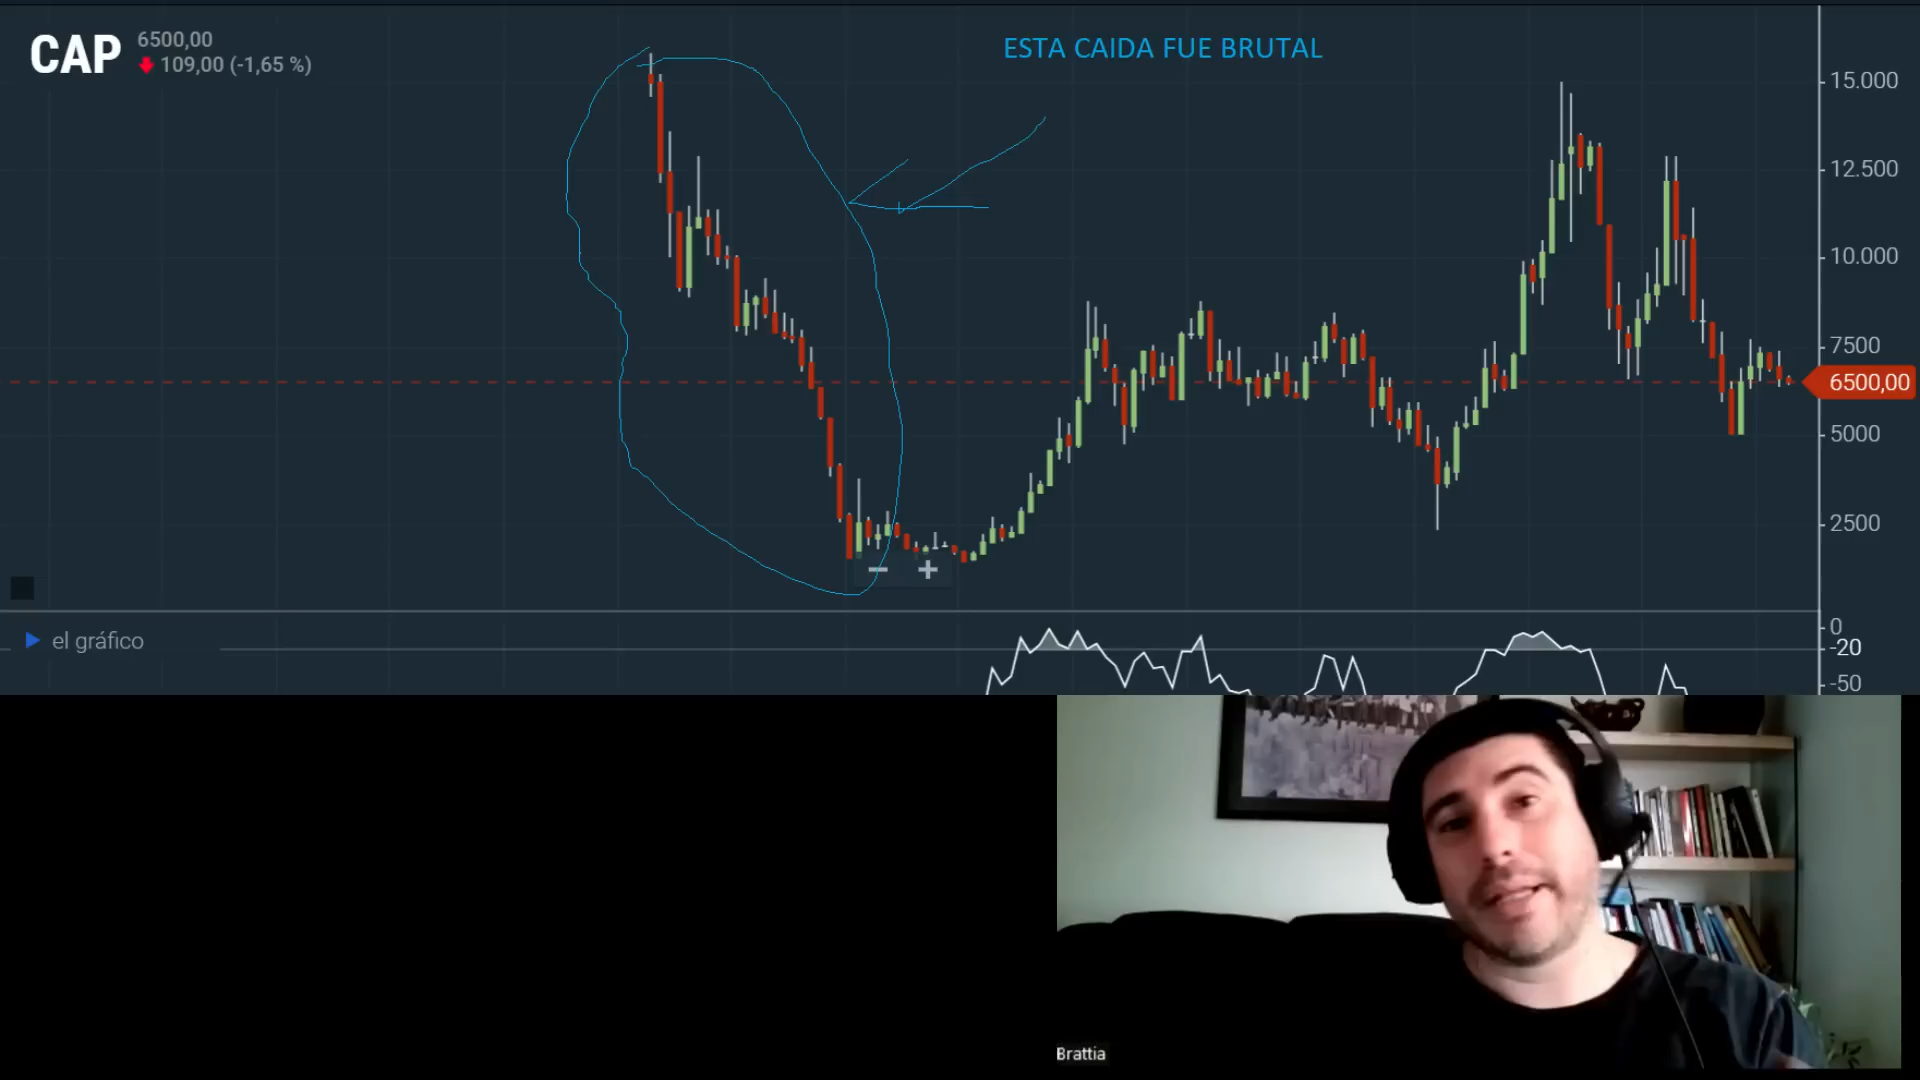 CAP
6500,00
109,00 (-1,65 %)
ESTA CAIDA FUE BRUTAL
15.000
12.500
10.000
7500
6500,00
5000
2500
el gráfico
0
-20
-50
Brattia